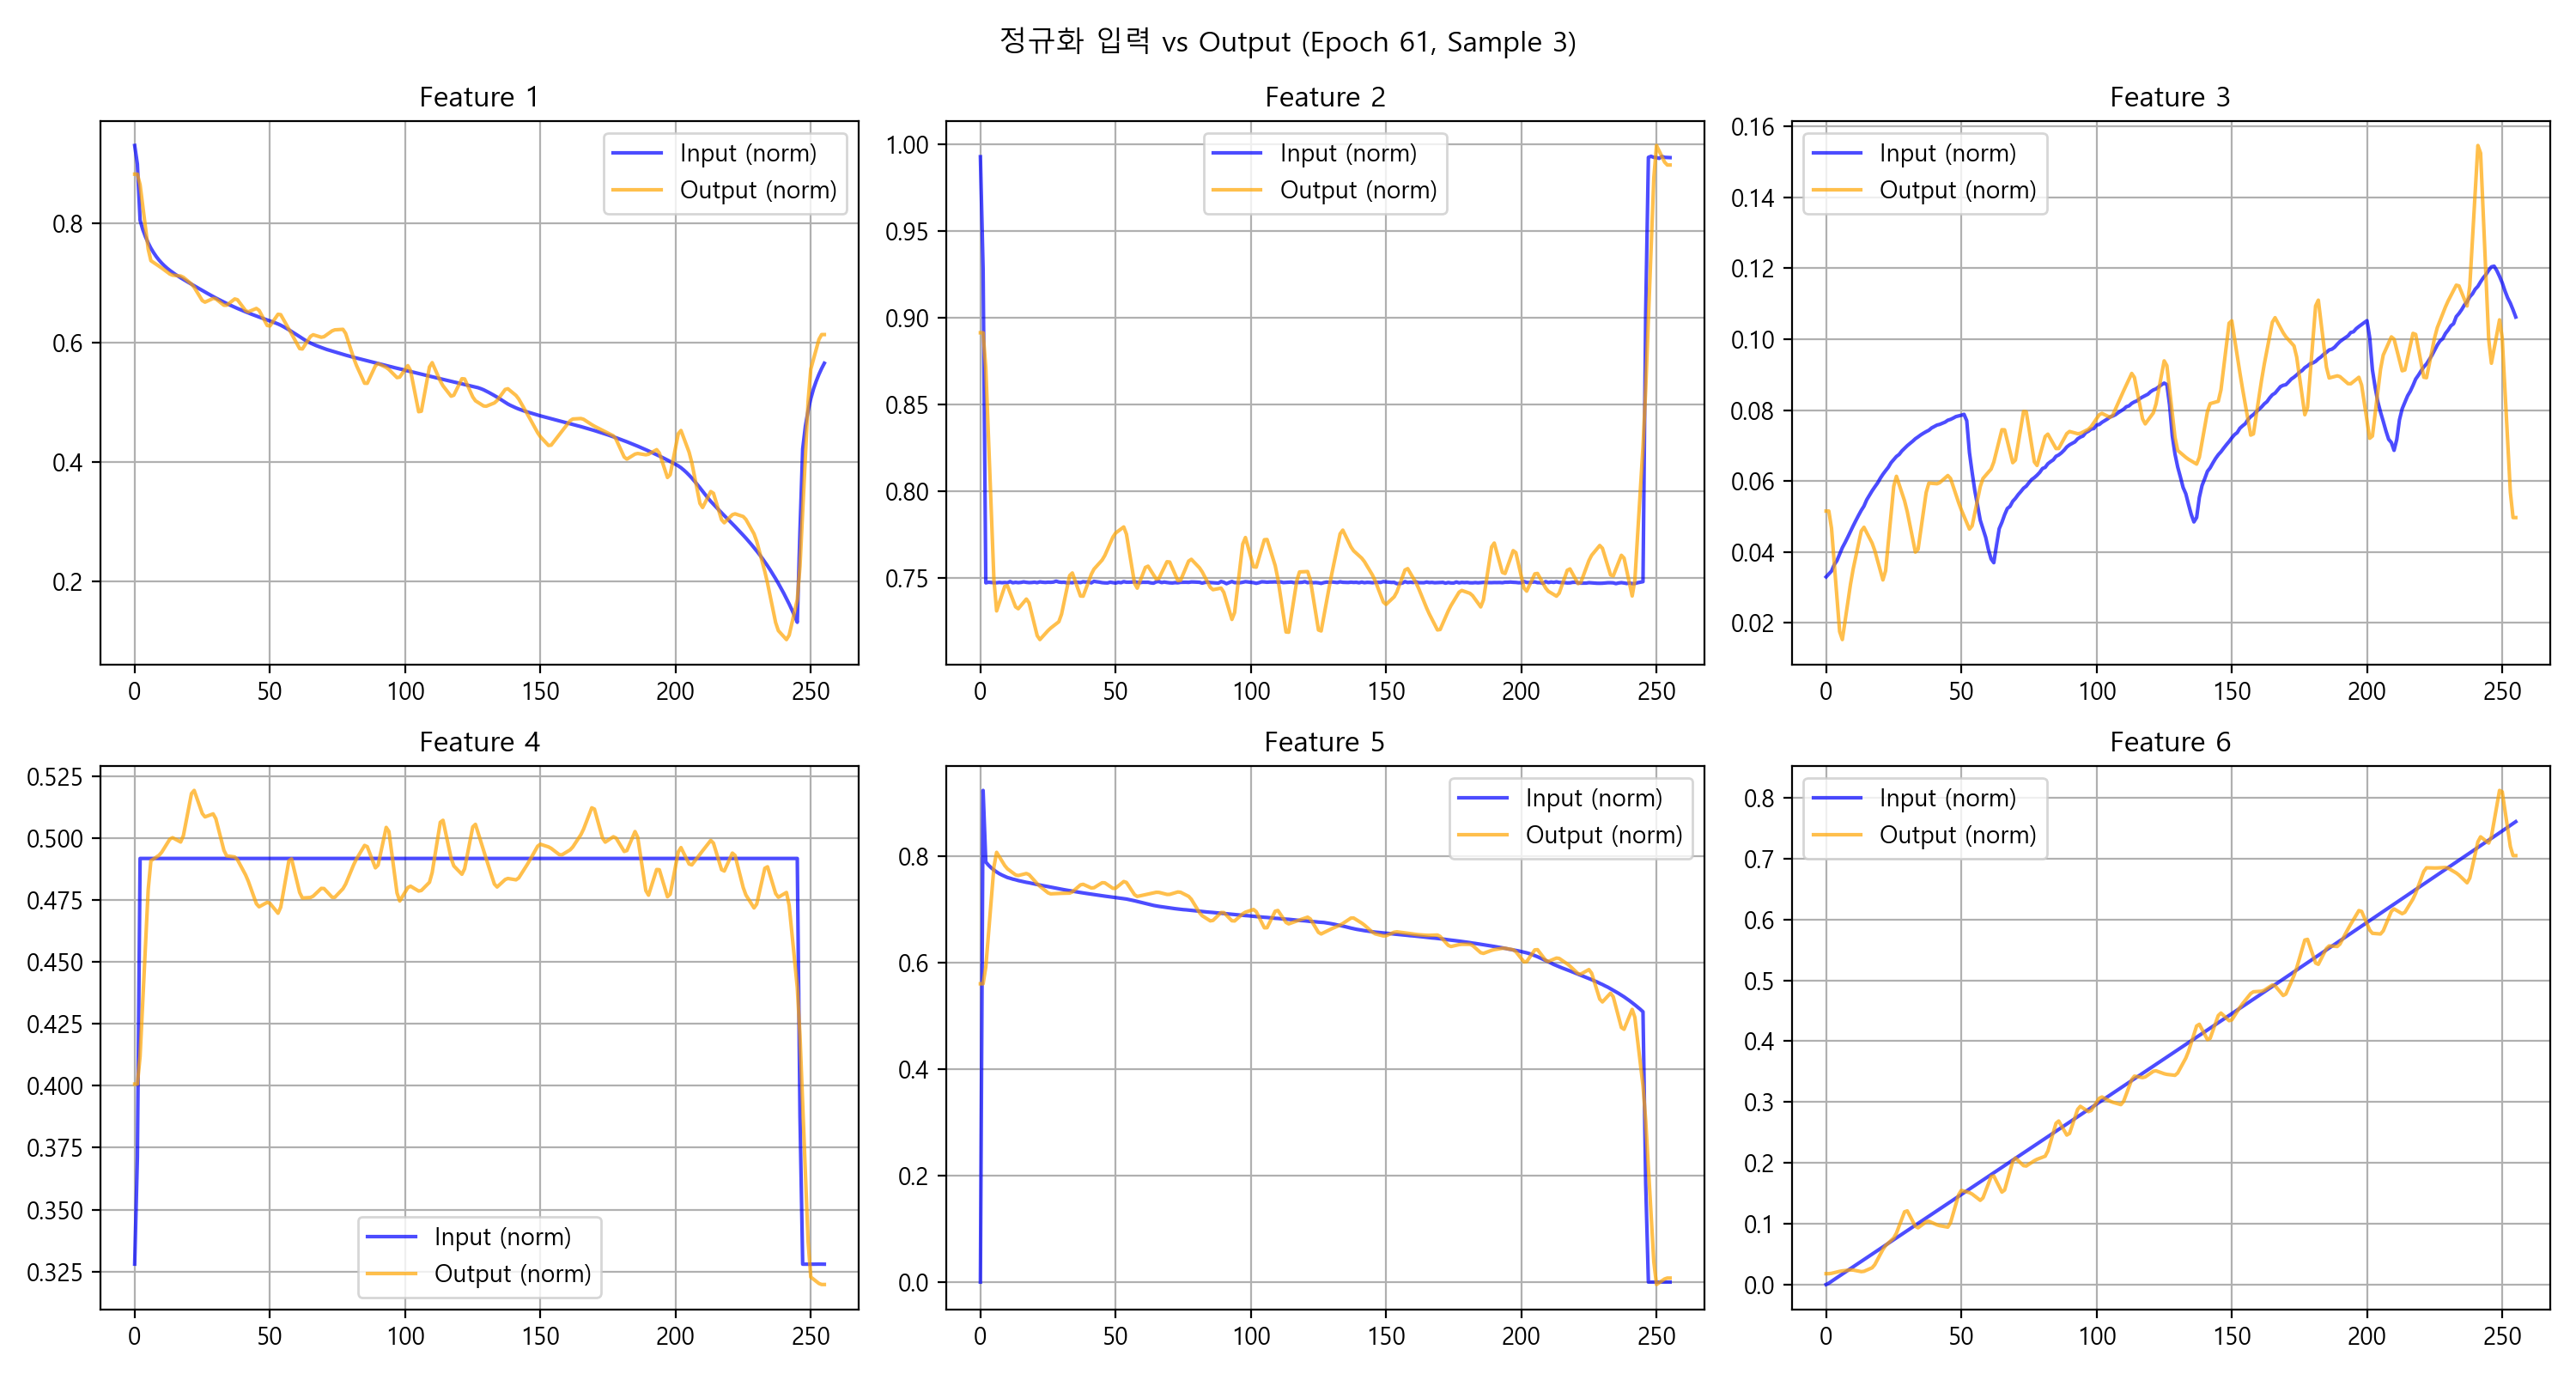 정규화 입력 vs Output (Epoch 61, Sample 3)
Feature 1
Input (norm)
Output (norm)
0.8
0.6
0.4
0.2
0 50 100 150 200 250
Feature 2
Input (norm)
Output (norm)
1.00
0.95
0.90
0.85
0.80
0.75
0 50 100 150 200 250
Feature 3
Input (norm)
Output (norm)
0.16
0.14
0.12
0.10
0.08
0.06
0.04
0.02
0 50 100 150 200 250
Feature 4
0.525
0.500
0.475
0.450
0.425
0.400
0.375
0.350
0.325
Input (norm)
Output (norm)
0 50 100 150 200 250
Feature 5
Input (norm)
Output (norm)
0.8
0.6
0.4
0.2
0.0
0 50 100 150 200 250
Feature 6
Input (norm)
Output (norm)
0.8
0.7
0.6
0.5
0.4
0.3
0.2
0.1
0.0
0 50 100 150 200 250